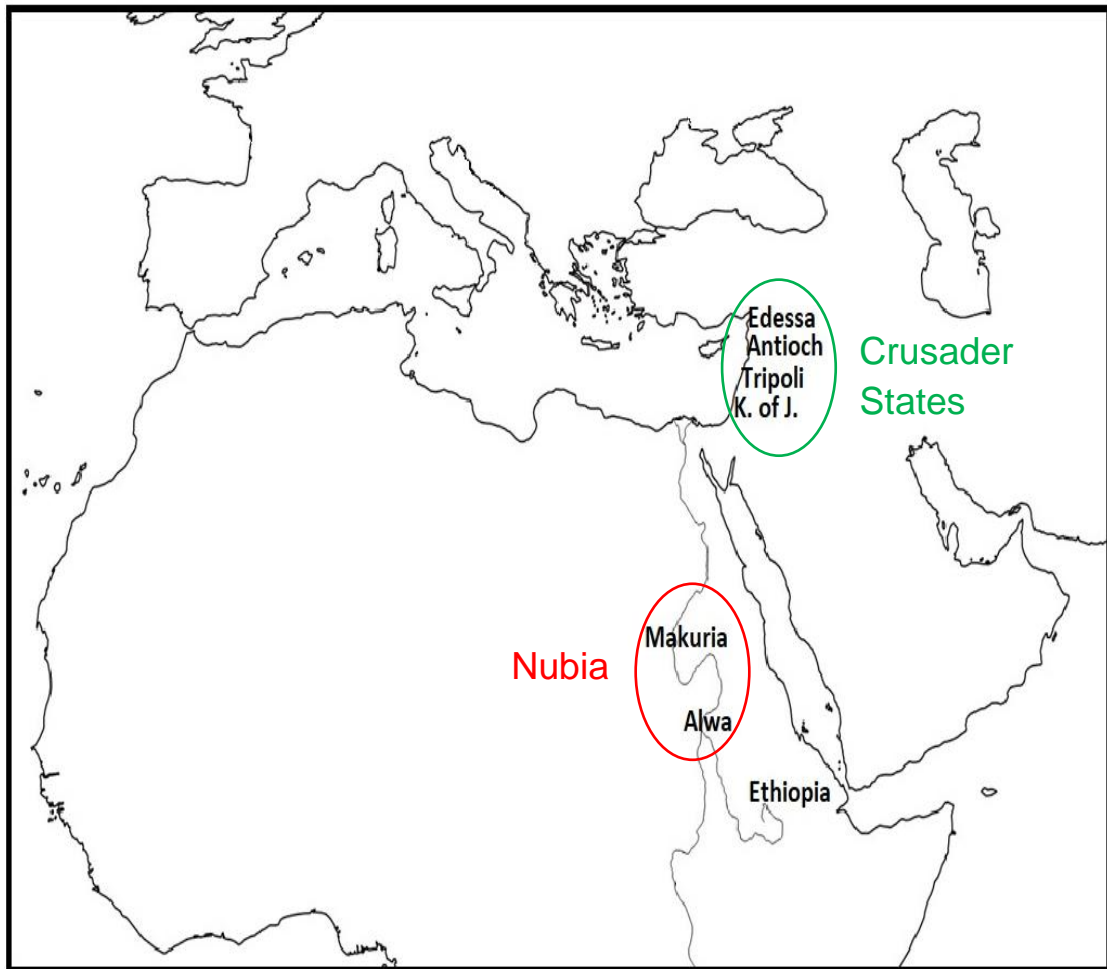 Edessa
Antioch
Tripoli
K. of J.
Crusader
States
Makuria
Nubia
Alwa
Ethiopia